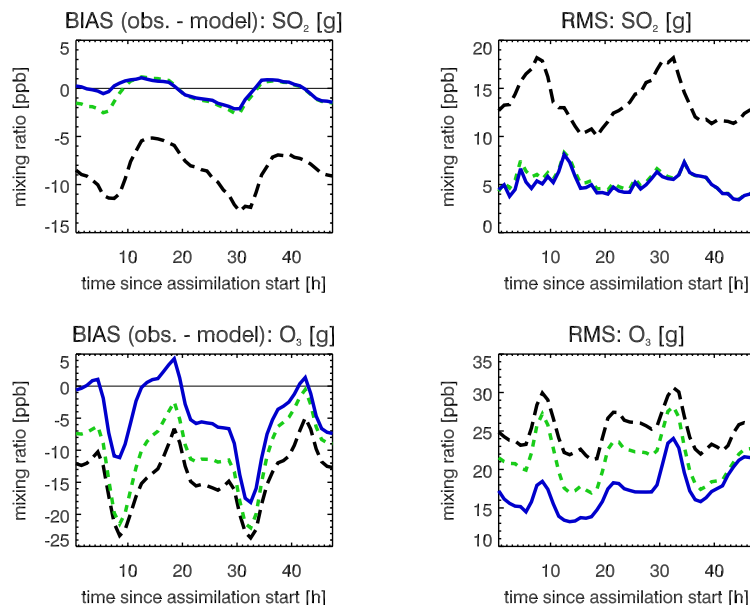 BIAS (obs. - model): SO₂ [g]
mixing ratio [ppb]
5
0
-5
-10
-15
10 20 30 40
time since assimilation start [h]
RMS: SO₂ [g]
mixing ratio [ppb]
20
15
10
5
0
10 20 30 40
time since assimilation start [h]
BIAS (obs. - model): O₃ [g]
mixing ratio [ppb]
5
0
-5
-10
-15
-20
-25
10 20 30 40
time since assimilation start [h]
RMS: O₃ [g]
mixing ratio [ppb]
35
30
25
20
15
10
10 20 30 40
time since assimilation start [h]